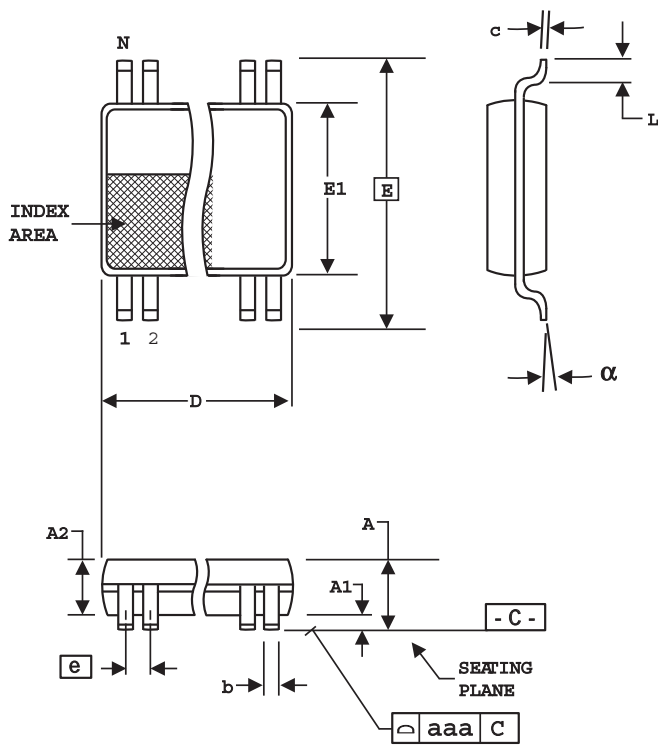 N
c
L
E1
E
INDEX
AREA
1 2
α
D
A2
A
A1
- C -
e
b
SEATING
PLANE
aaa C